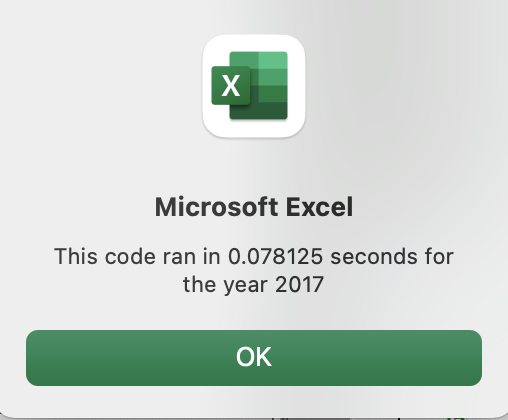 X
Microsoft Excel
This code ran in 0.078125 seconds for
the year 2017
OK